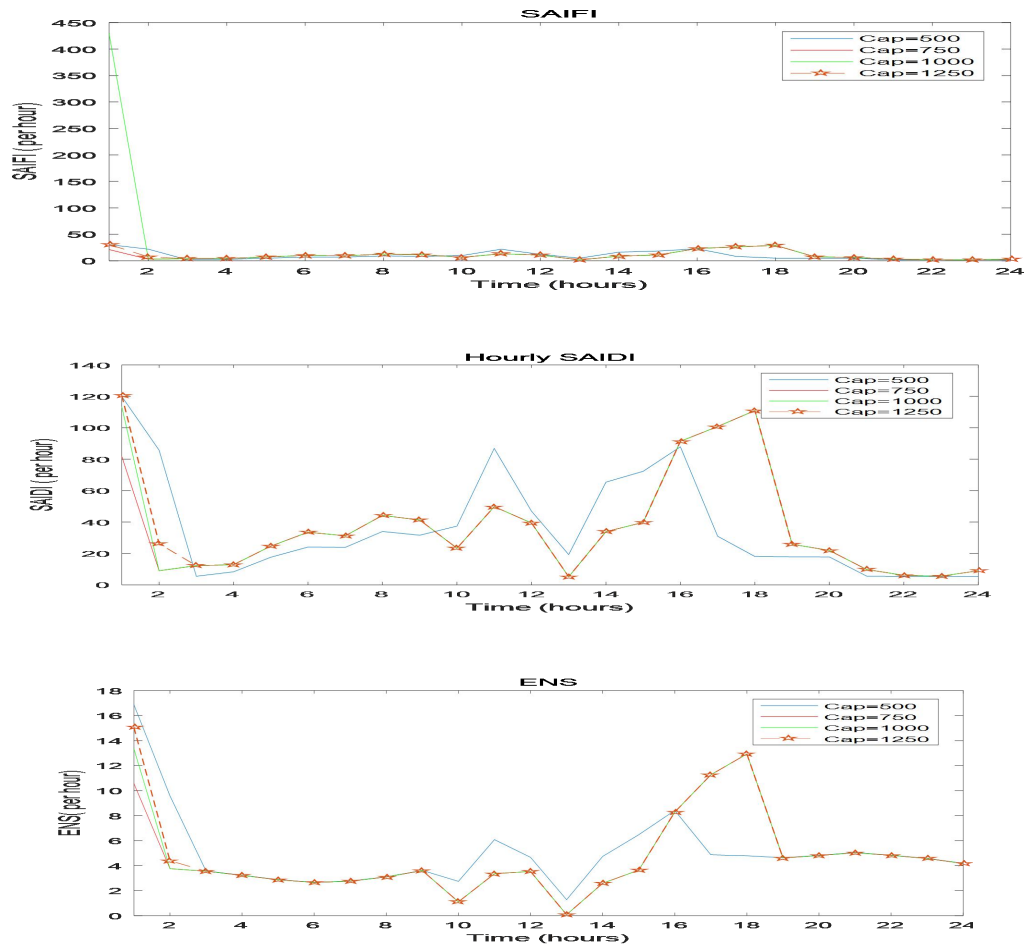 SAIFI
450
400
350
300
250
200
150
100
50
0
SAIFI ( per hour)
Cap=500
Cap=750
Cap=1000
Cap=1250
2 4 6 8 10 12 14 16 18 20 22 24
Time (hours)
Hourly SAIDI
140
120
100
80
60
40
20
0
SAIDI ( per hour)
Cap=500
Cap=750
Cap=1000
Cap=1250
2 4 6 8 10 12 14 16 18 20 22 24
Time (hours)
ENS
18
16
14
12
10
8
6
4
2
0
ENS( per hour)
Cap=500
Cap=750
Cap=1000
Cap=1250
2 4 6 8 10 12 14 16 18 20 22 24
Time (hours)